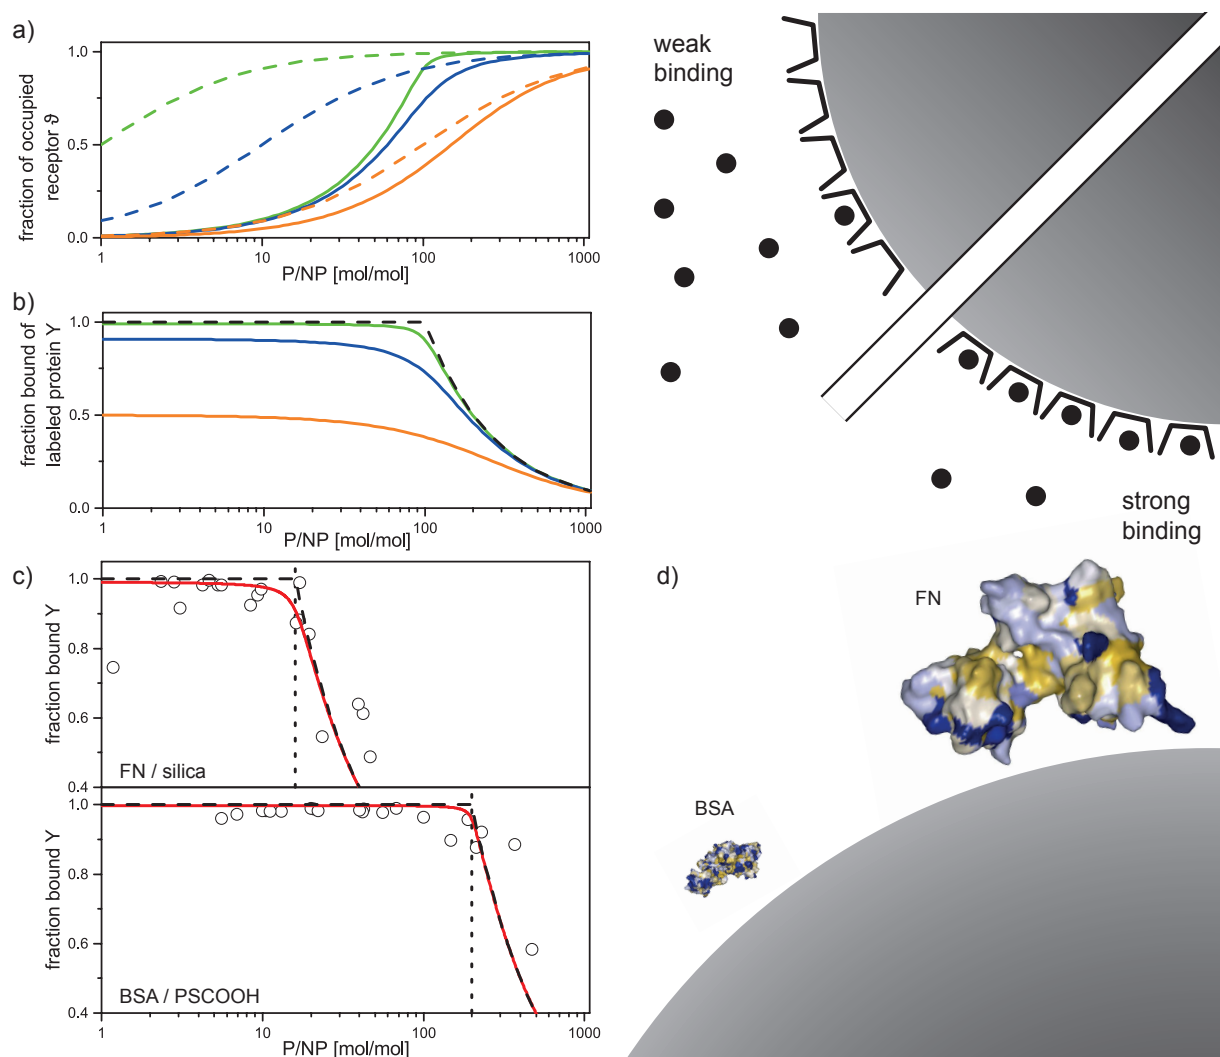 a)
fraction of occupied
receptor ϑ
1.0
0.5
0.0
1
10
100
1000
P/NP [mol/mol]
b)
fraction bound of
labeled protein Y
1.0
0.5
0.0
1
10
100
1000
P/NP [mol/mol]
c)
fraction bound Y
1.0
0.8
0.6
0.4
FN / silica
fraction bound Y
1.0
0.8
0.6
0.4
BSA / PSCOOH
1
10
100
1000
P/NP [mol/mol]
weak
binding
strong
binding
d)
FN
BSA